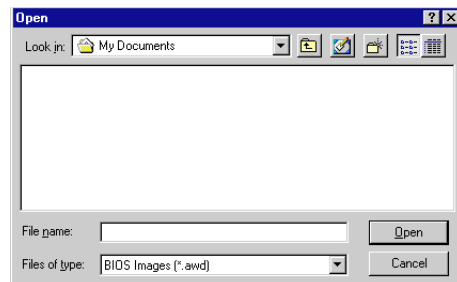 Open
Look in: My Documents
File name: Open
Files of type: BIOS Images (*.awd) Cancel